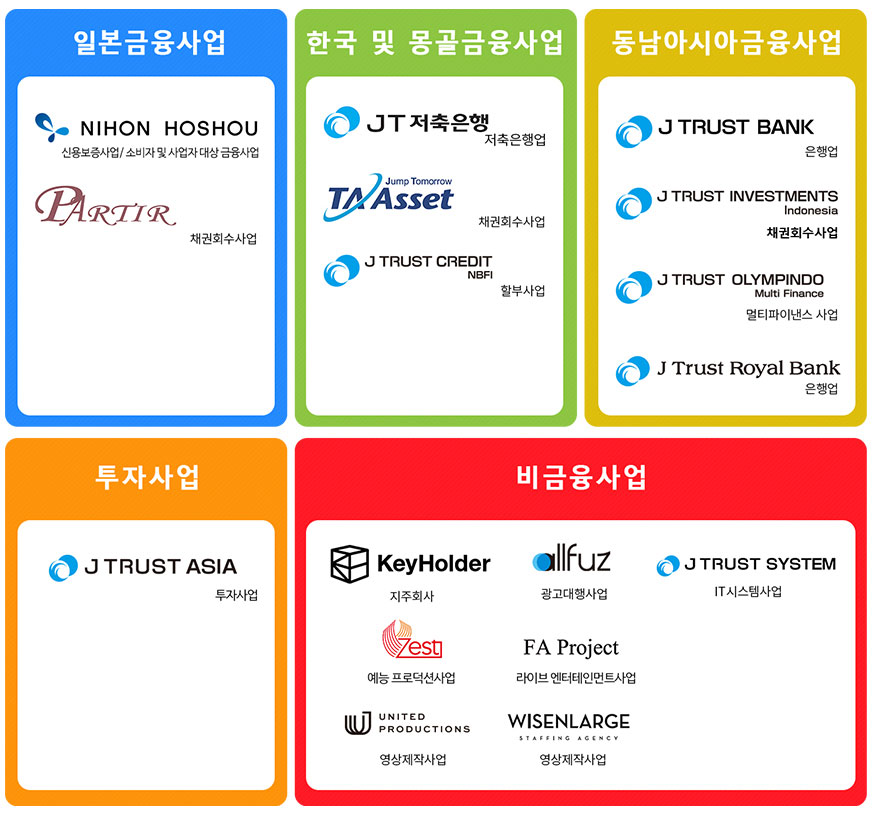 일본금융사업
NIHON HOSHOU
신용보증사업/ 소비자 및 사업자 대상 금융사업
PARTIR
채권회수사업
한국 및 몽골금융사업
JT 저축은행
저축은행업
Jump Tomorrow
TA Asset
채권회수사업
J TRUST CREDIT
NBFI
할부사업
동남아시아금융사업
J TRUST BANK
은행업
J TRUST INVESTMENTS
Indonesia
채권회수사업
J TRUST OLYMPINDO
Multi Finance
멀티파이낸스 사업
J Trust Royal Bank
은행업
투자사업
J TRUST ASIA
투자사업
비금융사업
KeyHolder
지주회사
allfuz
광고대행사업
J TRUST SYSTEM
IT시스템사업
Zest
예능 프로덕션사업
FA Project
라이브 엔터테인먼트사업
UNITED
PRODUCTIONS
영상제작사업
WISENLARGE
STAFFING AGENCY
영상제작사업